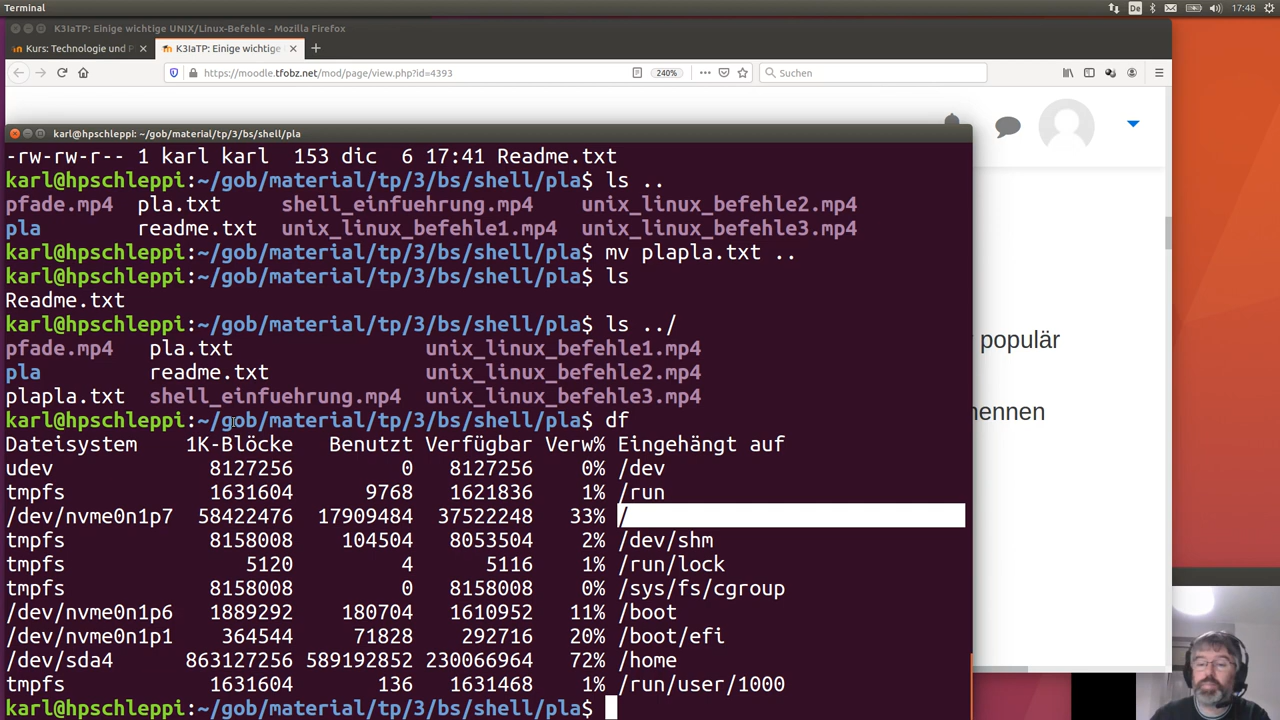 Terminal
De
17:48
K3IaTP: Einige wichtige UNIX/Linux-Befehle - Mozilla Firefox
Kurs: Technologie und P
K3IaTP: Einige wichtige
https://moodle.tfobz.net/mod/page/view.php?id=4393
240%
Suchen
karl@hpschleppi: ~/gob/material/tp/3/bs/shell/pla
-rw-rw-r-- 1 karl karl  153 dic  6 17:41 Readme.txt
karl@hpschleppi:~/gob/material/tp/3/bs/shell/pla$ ls ..
pfade.mp4  pla.txt     shell_einfuehrung.mp4    unix_linux_befehle2.mp4
pla        readme.txt  unix_linux_befehle1.mp4  unix_linux_befehle3.mp4
karl@hpschleppi:~/gob/material/tp/3/bs/shell/pla$ mv plapla.txt ..
karl@hpschleppi:~/gob/material/tp/3/bs/shell/pla$ ls
Readme.txt
karl@hpschleppi:~/gob/material/tp/3/bs/shell/pla$ ls ../
pfade.mp4   pla.txt                unix_linux_befehle1.mp4
pla         readme.txt             unix_linux_befehle2.mp4
plapla.txt  shell_einfuehrung.mp4  unix_linux_befehle3.mp4
karl@hpschleppi:~/gob/material/tp/3/bs/shell/pla$ df
Dateisystem    1K-Blöcke   Benutzt Verfügbar Verw% Eingehängt auf
udev             8127256         0   8127256    0% /dev
tmpfs            1631604      9768   1621836    1% /run
/dev/nvme0n1p7  58422476  17909484  37522248   33% /
tmpfs            8158008    104504   8053504    2% /dev/shm
tmpfs               5120         4      5116    1% /run/lock
tmpfs            8158008         0   8158008    0% /sys/fs/cgroup
/dev/nvme0n1p6   1889292    180704   1610952   11% /boot
/dev/nvme0n1p1    364544     71828    292716   20% /boot/efi
/dev/sda4      863127256 589192852 230066964   72% /home
tmpfs            1631604       136   1631468    1% /run/user/1000
karl@hpschleppi:~/gob/material/tp/3/bs/shell/pla$
populär